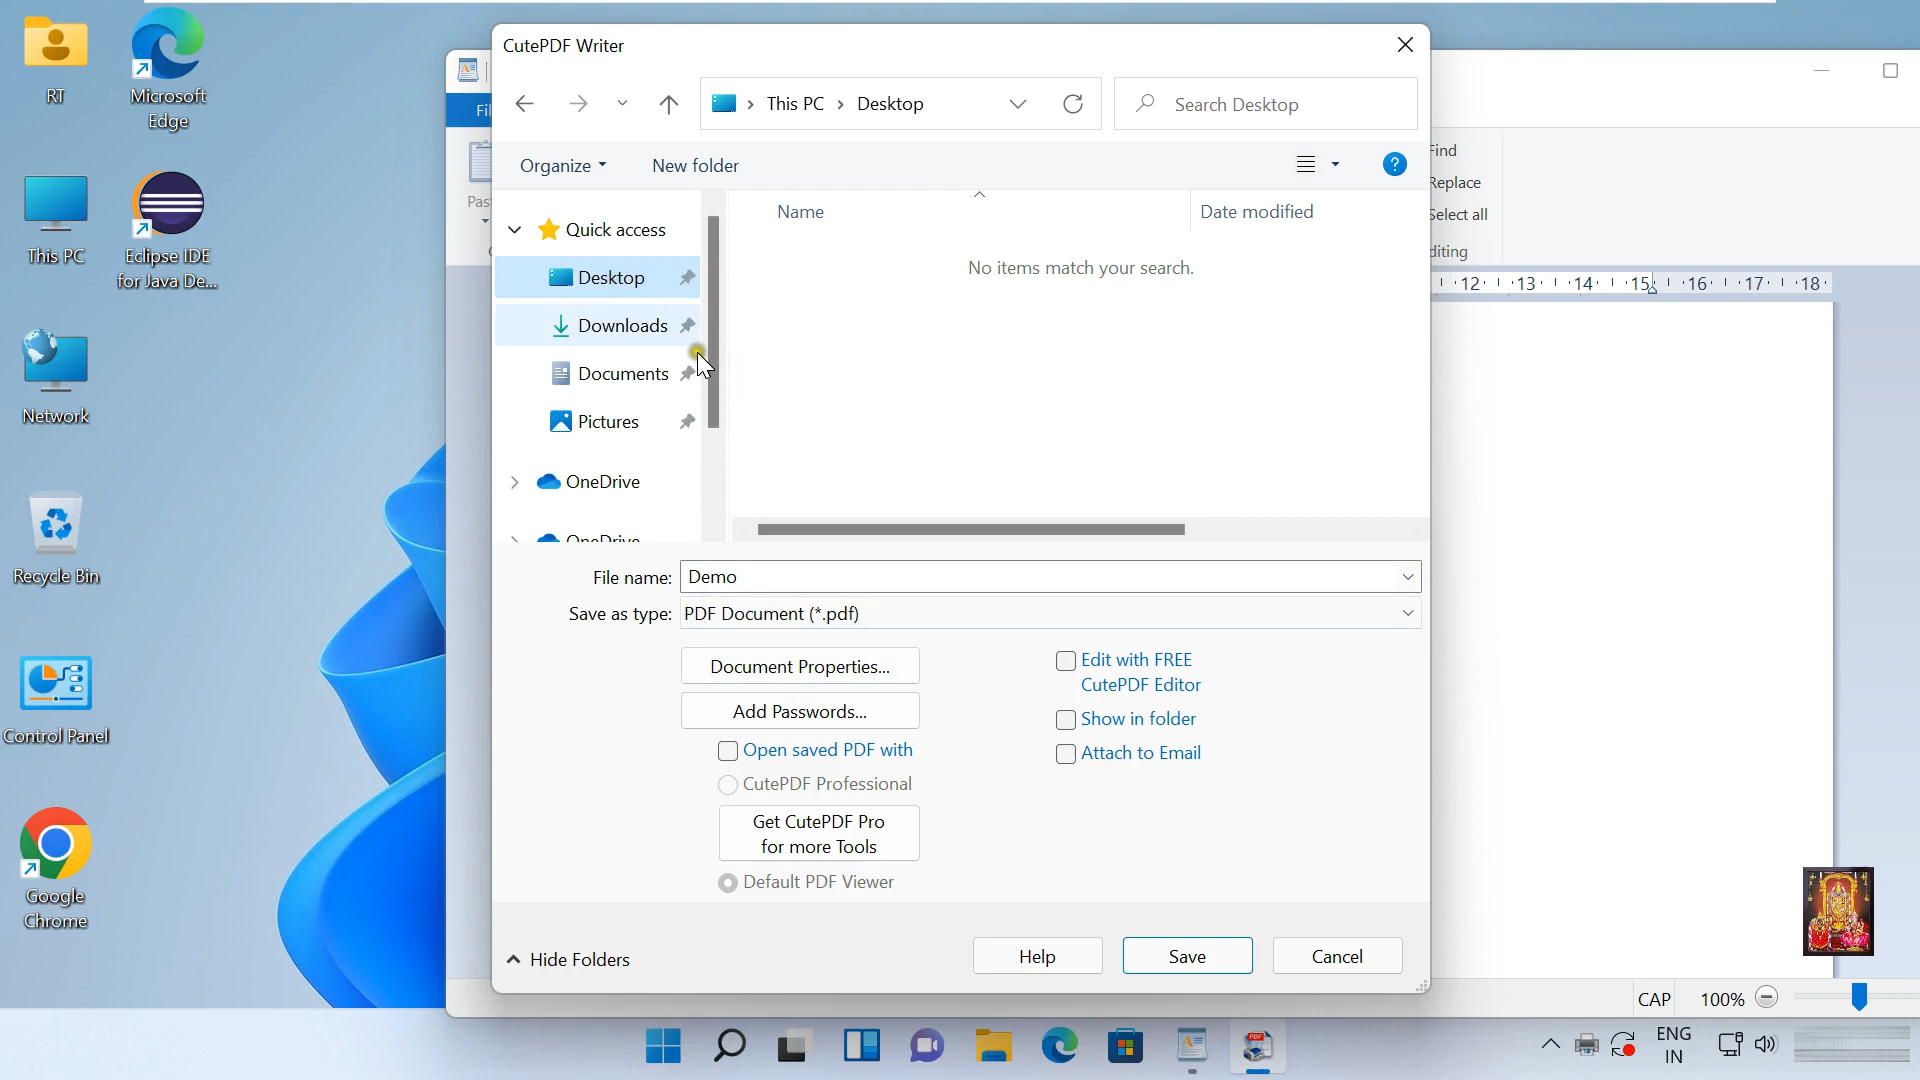 RT
Microsoft
Edge
This PC
Eclipse IDE
for Java De...
Network
Recycle Bin
Control Panel
Google
Chrome
CutePDF Writer
This PC > Desktop
Search Desktop
Organize
New folder
?
Quick access
Desktop
Downloads
Documents
Pictures
OneDrive
OneDrive
Name
Date modified
No items match your search.
File name: Demo
Save as type: PDF Document (*.pdf)
Document Properties...
Add Passwords...
Open saved PDF with
CutePDF Professional
Get CutePDF Pro
for more Tools
Default PDF Viewer
Edit with FREE
CutePDF Editor
Show in folder
Attach to Email
Hide Folders
Help
Save
Cancel
Fil
Past
Find
Replace
Select all
diting
12 13 14 15 16 17 18
CAP
100%
PDF
ENG
IN